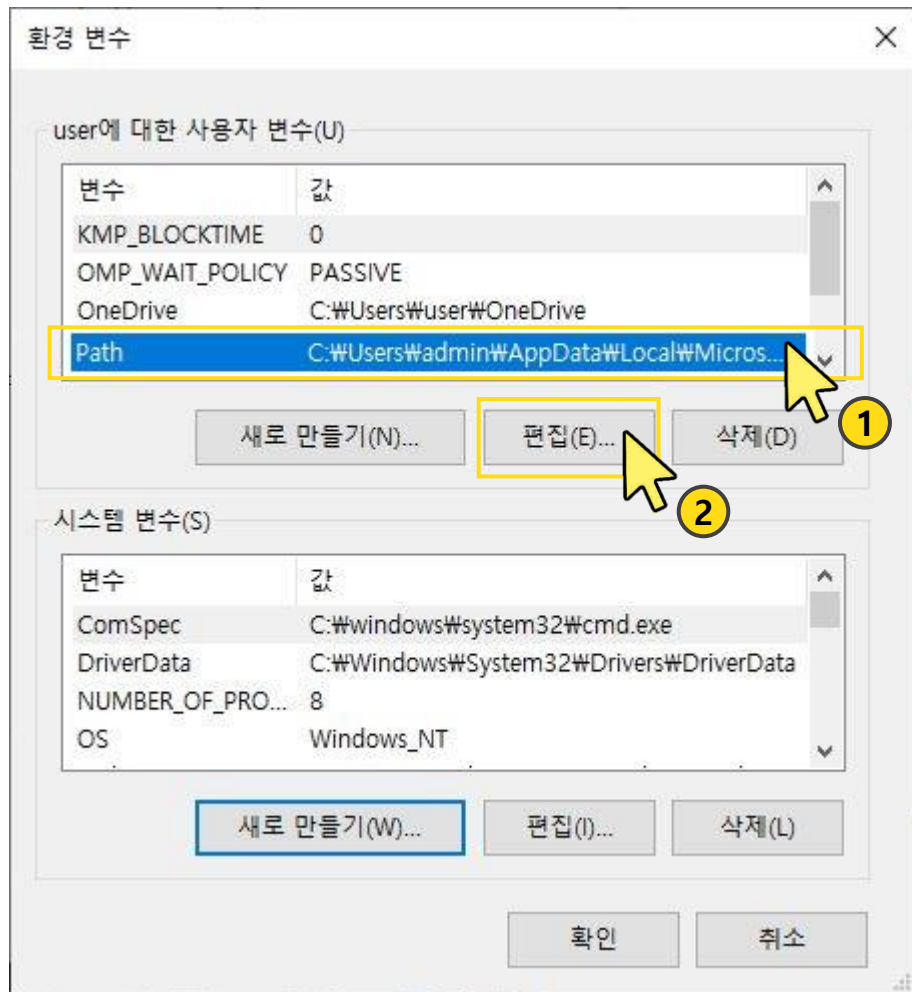 환경 변수
user에 대한 사용자 변수(U)
변수 값
KMP_BLOCKTIME 0
OMP_WAIT_POLICY PASSIVE
OneDrive C:₩Users₩user₩OneDrive
Path C:₩Users₩admin₩AppData₩Local₩Micros...
1
새로 만들기(N)... 편집(E)... 삭제(D)
2
시스템 변수(S)
변수 값
ComSpec C:₩windows₩system32₩cmd.exe
DriverData C:₩Windows₩System32₩Drivers₩DriverData
NUMBER_OF_PRO... 8
OS Windows_NT
새로 만들기(W)... 편집(I)... 삭제(L)
확인 취소